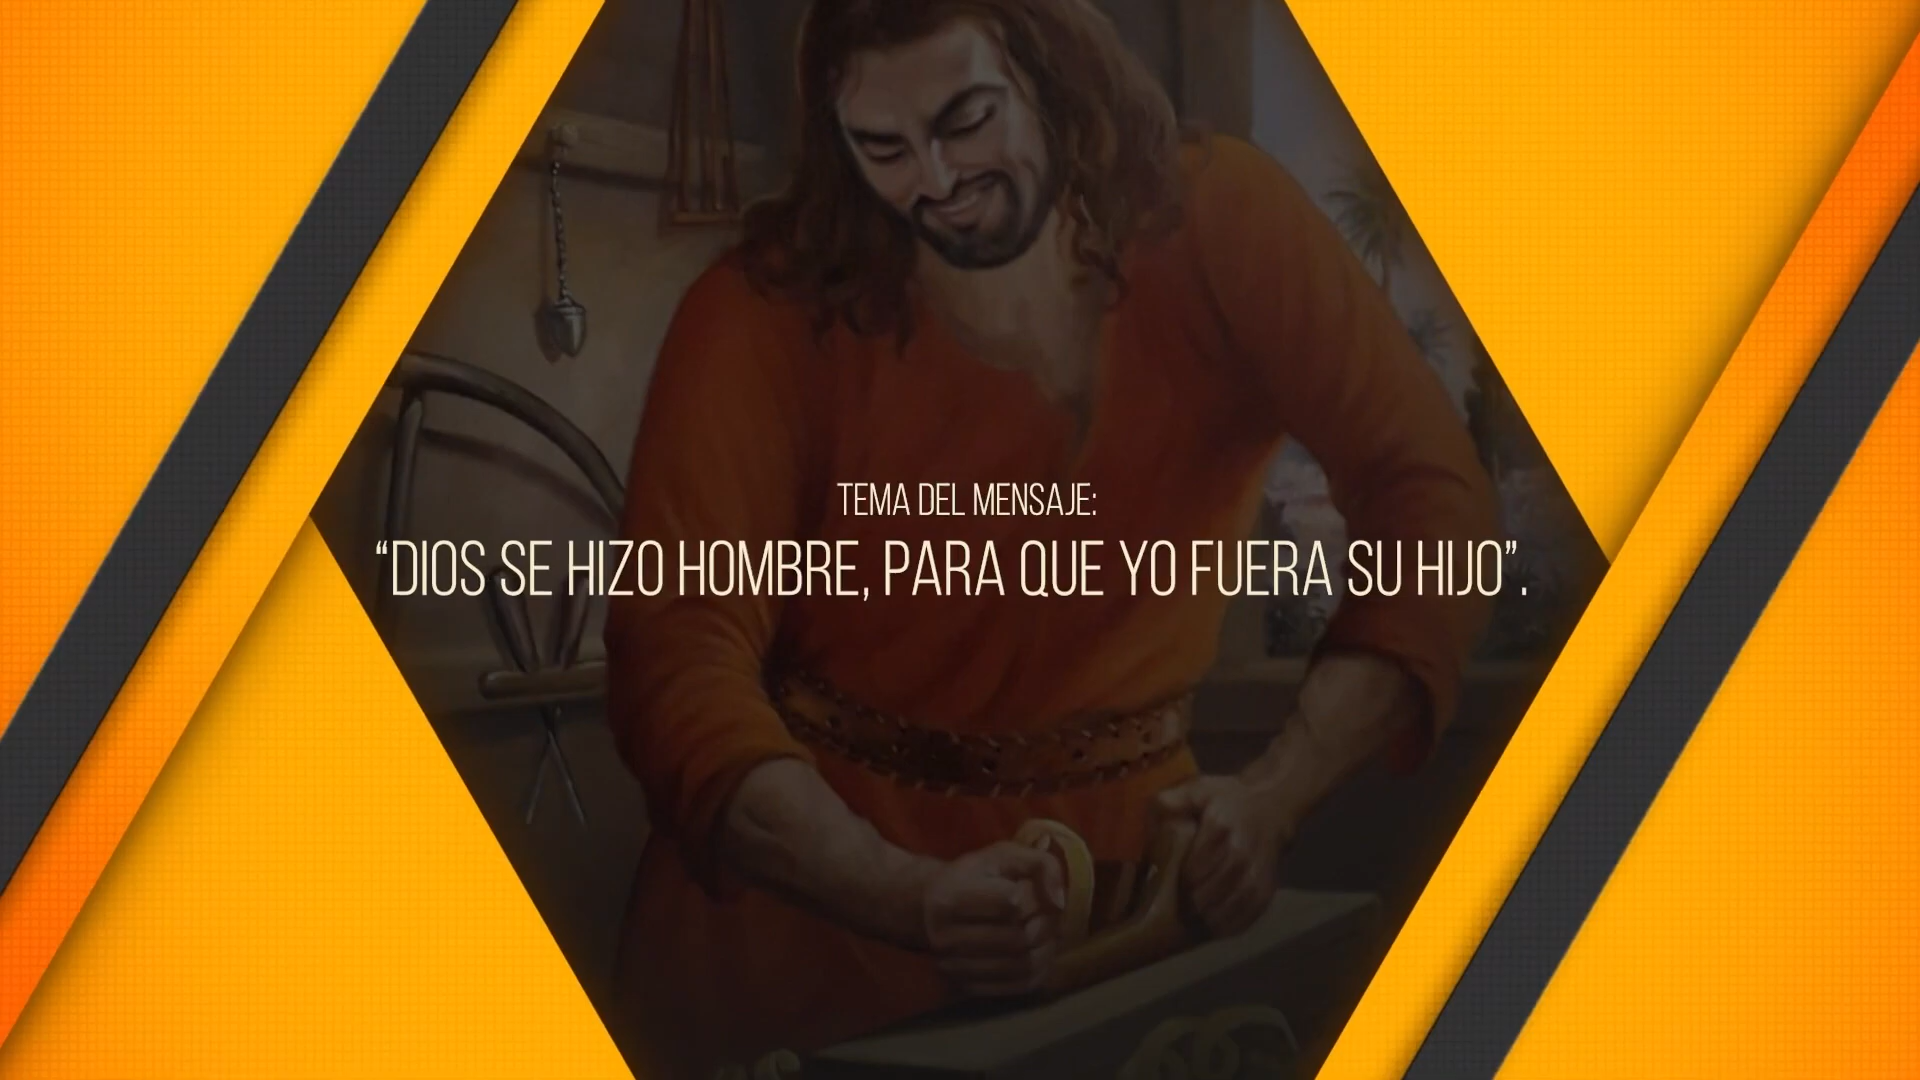 TEMA DEL MENSAJE:
“DIOS SE HIZO HOMBRE, PARA QUE YO FUERA SU HIJO”.